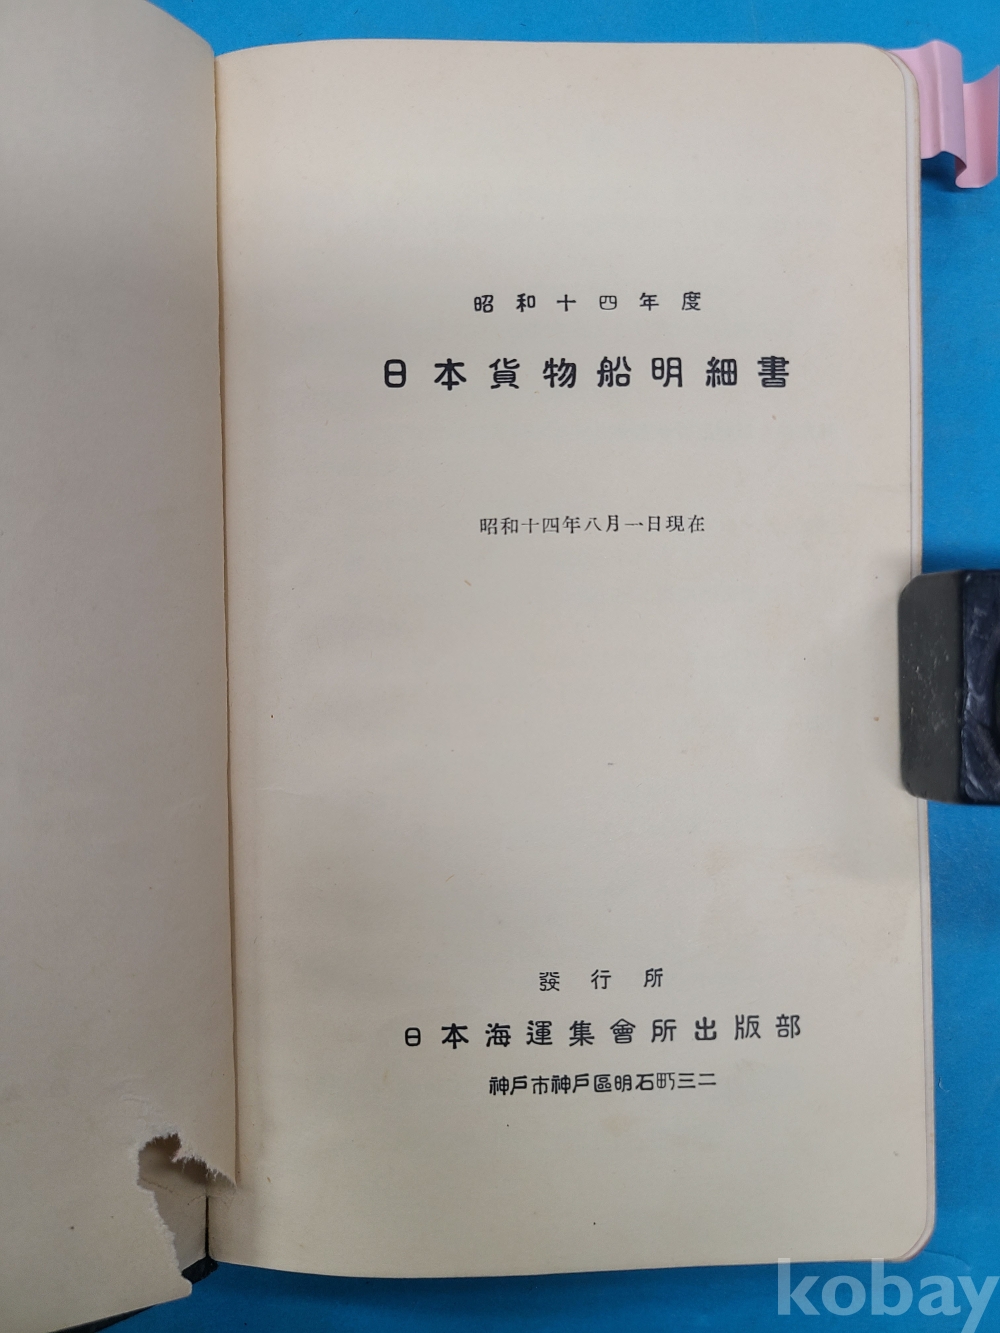 昭和十四年度
日本貨物船明細書
昭和十四年八月一日現在
發行所
日本海運集會所出版部
神戶市神戶區明石町三二
kobay